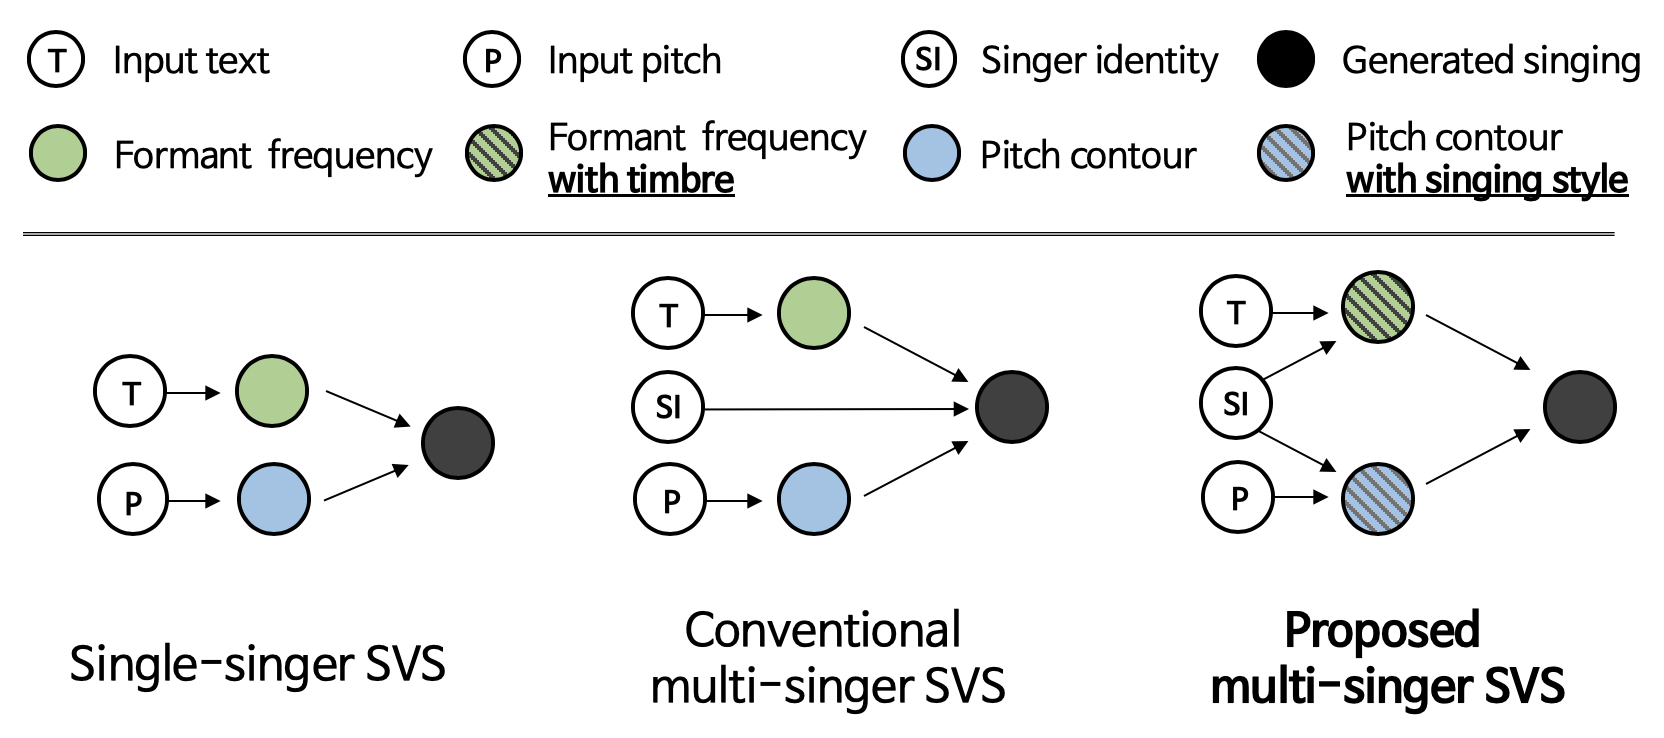 T Input text P Input pitch SI Singer identity Generated singing
Formant frequency Formant frequency Pitch contour Pitch contour
with timbre with singing style
T
P
Single-singer SVS
T
SI
P
Conventional
multi-singer SVS
T
SI
P
Proposed
multi-singer SVS